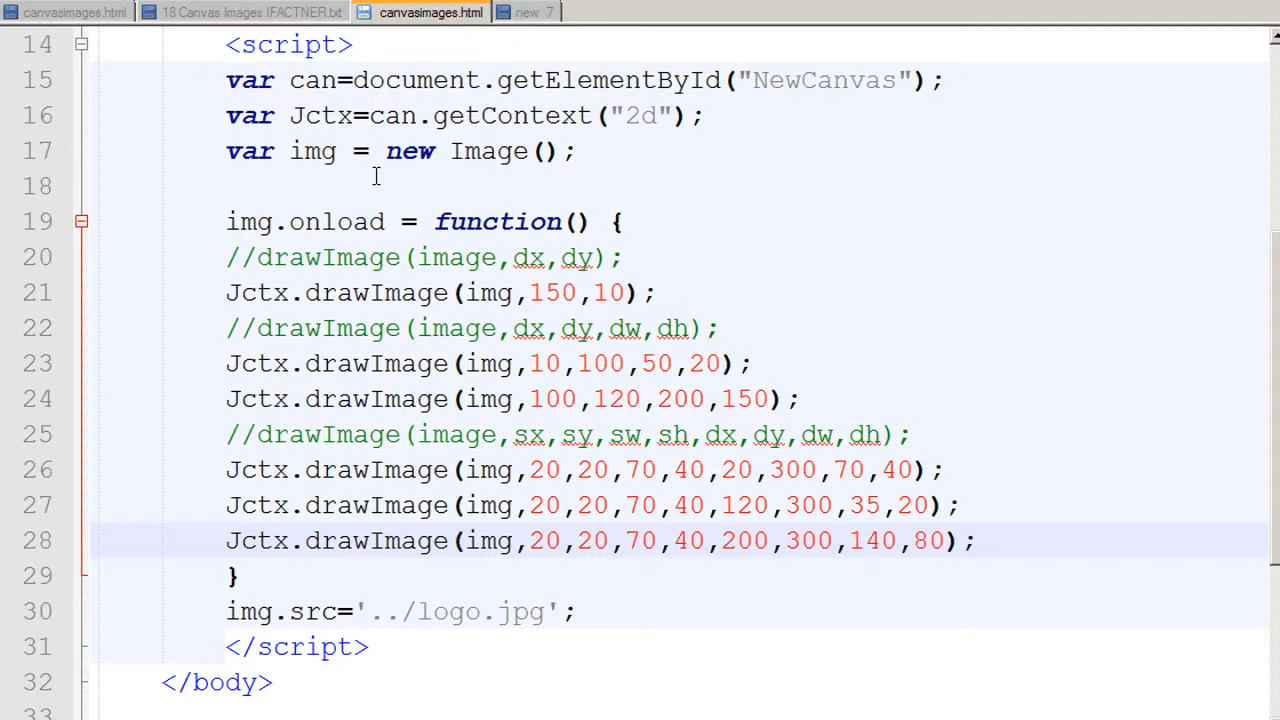 canvasimages.html 18 Canvas Images IFACTNER.txt canvasimages.html new 7
14 <script>
15 var can=document.getElementById("NewCanvas");
16 var Jctx=can.getContext("2d");
17 var img = new Image();
18
19 img.onload = function() {
20 //drawImage(image,dx,dy);
21 Jctx.drawImage(img,150,10);
22 //drawImage(image,dx,dy,dw,dh);
23 Jctx.drawImage(img,10,100,50,20);
24 Jctx.drawImage(img,100,120,200,150);
25 //drawImage(image,sx,sy,sw,sh,dx,dy,dw,dh);
26 Jctx.drawImage(img,20,20,70,40,20,300,70,40);
27 Jctx.drawImage(img,20,20,70,40,120,300,35,20);
28 Jctx.drawImage(img,20,20,70,40,200,300,140,80);
29 }
30 img.src='../logo.jpg';
31 </script>
32 </body>
33